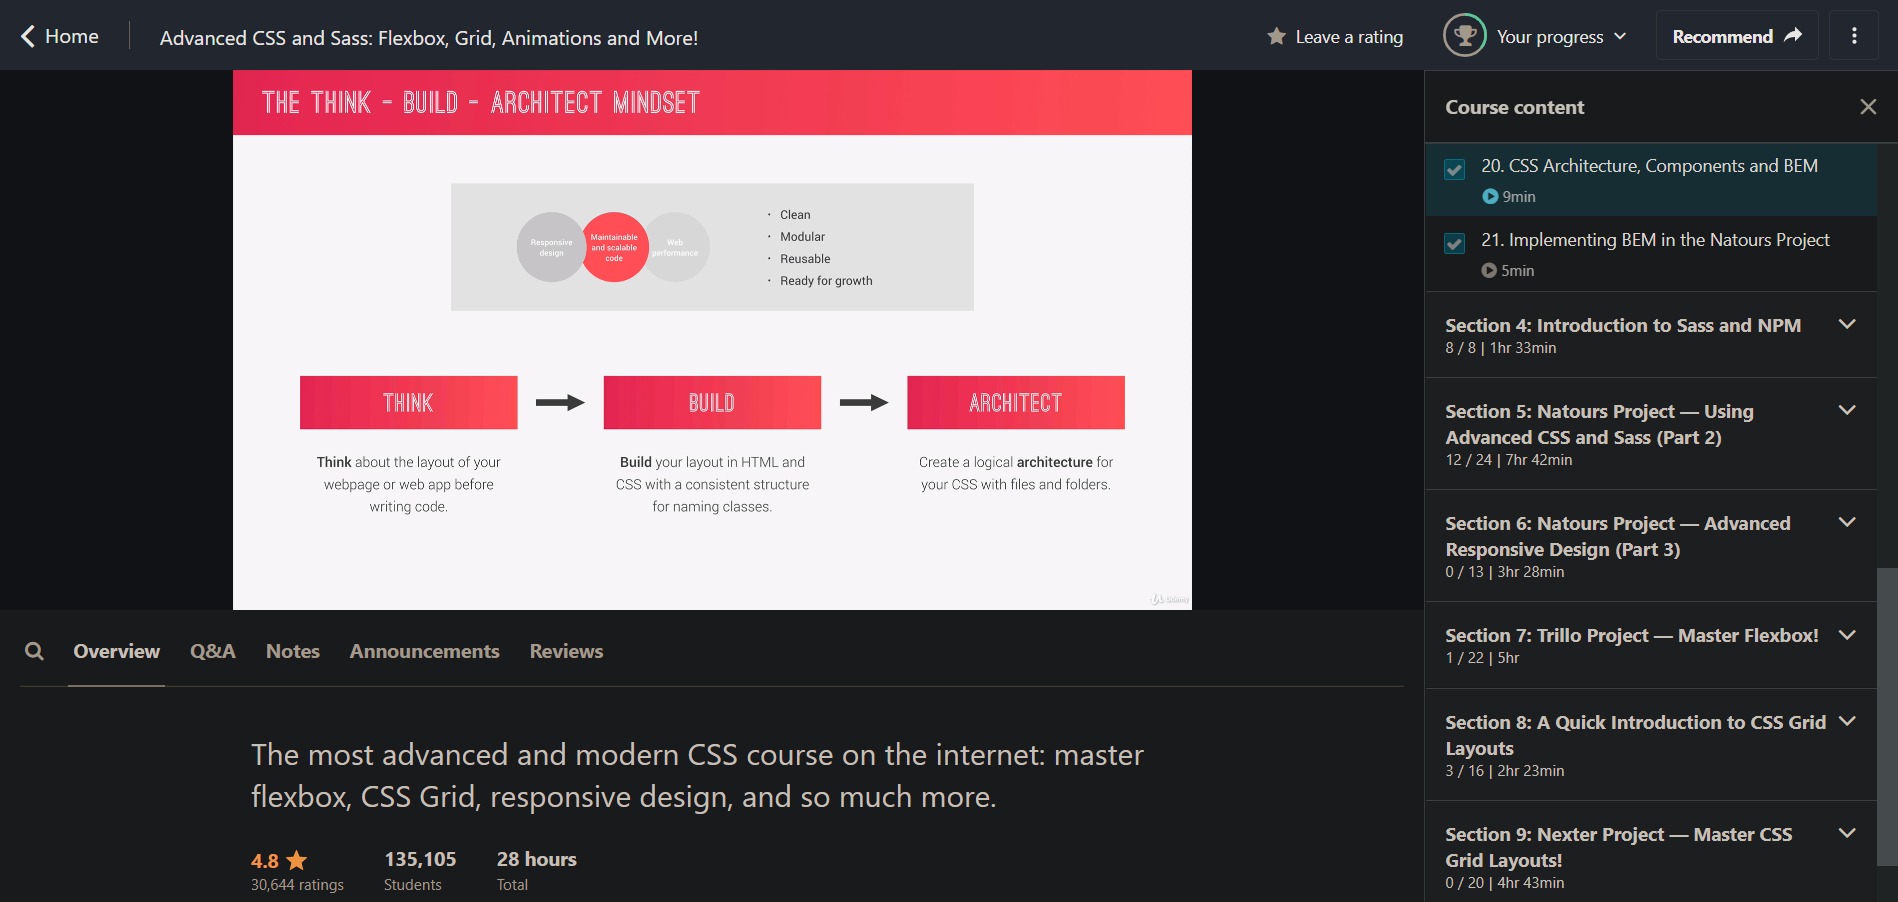 Home
Advanced CSS and Sass: Flexbox, Grid, Animations and More!
Leave a rating
Your progress
Recommend
THE THINK - BUILD - ARCHITECT MINDSET
Responsive
design
Maintainable
and scalable
code
Web
performance
· Clean
· Modular
· Reusable
· Ready for growth
THINK
BUILD
ARCHITECT
Think about the layout of your
webpage or web app before
writing code.
Build your layout in HTML and
CSS with a consistent structure
for naming classes.
Create a logical architecture for
your CSS with files and folders.
Udemy
Overview
Q&A
Notes
Announcements
Reviews
The most advanced and modern CSS course on the internet: master
flexbox, CSS Grid, responsive design, and so much more.
4.8
30,644 ratings
135,105
Students
28 hours
Total
Course content
20. CSS Architecture, Components and BEM
9min
21. Implementing BEM in the Natours Project
5min
Section 4: Introduction to Sass and NPM
8 / 8 | 1hr 33min
Section 5: Natours Project — Using
Advanced CSS and Sass (Part 2)
12 / 24 | 7hr 42min
Section 6: Natours Project — Advanced
Responsive Design (Part 3)
0 / 13 | 3hr 28min
Section 7: Trillo Project — Master Flexbox!
1 / 22 | 5hr
Section 8: A Quick Introduction to CSS Grid
Layouts
3 / 16 | 2hr 23min
Section 9: Nexter Project — Master CSS
Grid Layouts!
0 / 20 | 4hr 43min